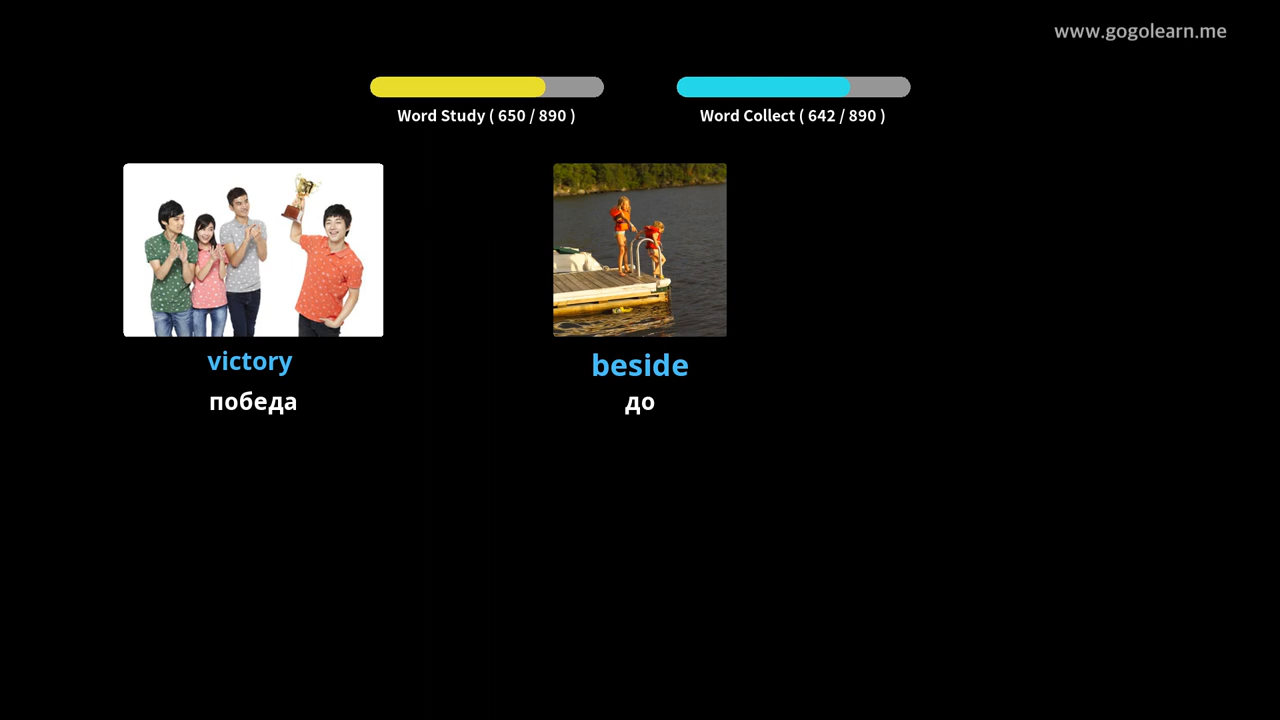 www.gogolearn.me
Word Study ( 650 / 890 )
Word Collect ( 642 / 890 )
victory
победа
beside
до